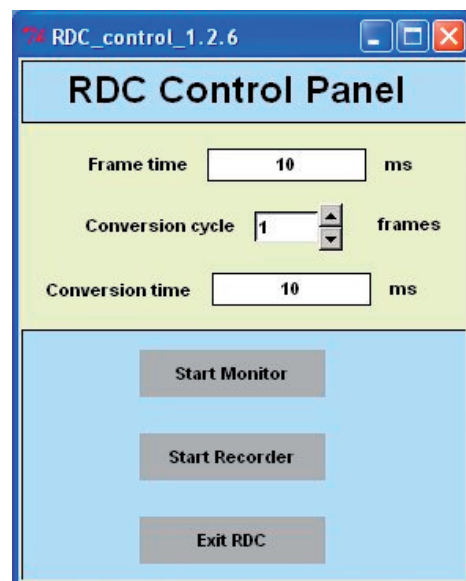 RDC_control_1.2.6
RDC Control Panel
Frame time 10 ms
Conversion cycle 1 frames
Conversion time 10 ms
Start Monitor
Start Recorder
Exit RDC